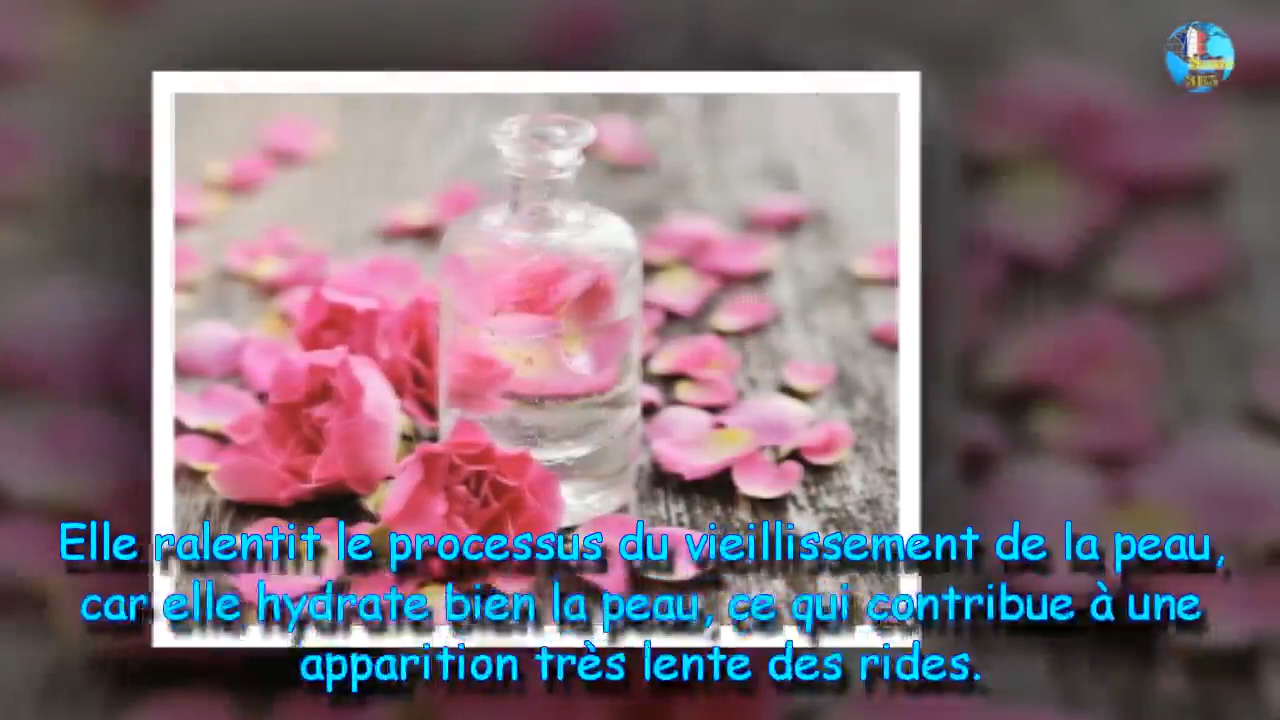 Elle ralentit le processus du vieillissement de la peau,
car elle hydrate bien la peau, ce qui contribue à une
apparition très lente des rides.